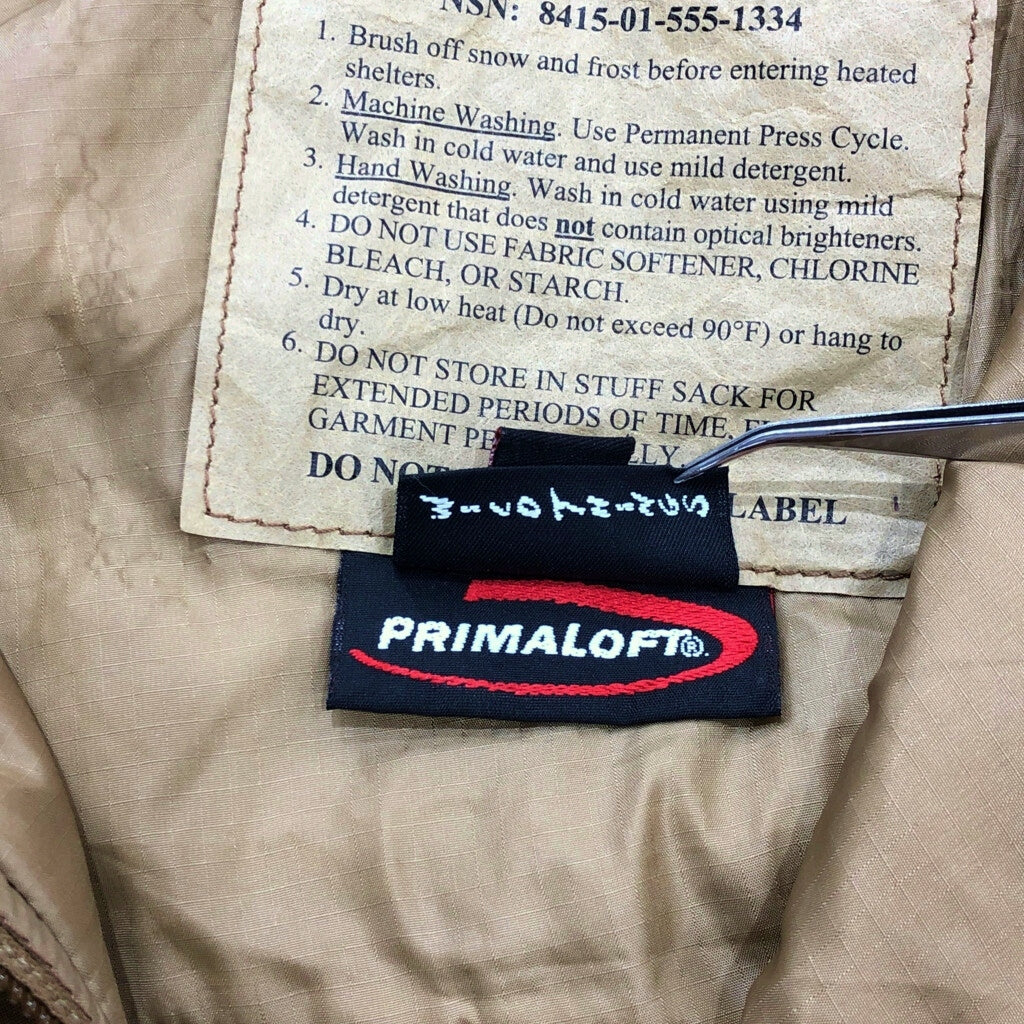 NSN: 8415-01-555-1334
1. Brush off snow and frost before entering heated
shelters.
2. Machine Washing. Use Permanent Press Cycle.
Wash in cold water and use mild detergent.
3. Hand Washing. Wash in cold water using mild
detergent that does not contain optical brighteners.
4. DO NOT USE FABRIC SOFTENER, CHLORINE
BLEACH, OR STARCH.
5. Dry at low heat (Do not exceed 90°F) or hang to
dry.
6. DO NOT STORE IN STUFF SACK FOR
EXTENDED PERIODS OF TIME.
GARMENT
DO NOT LABEL
PRIMALOFT®.